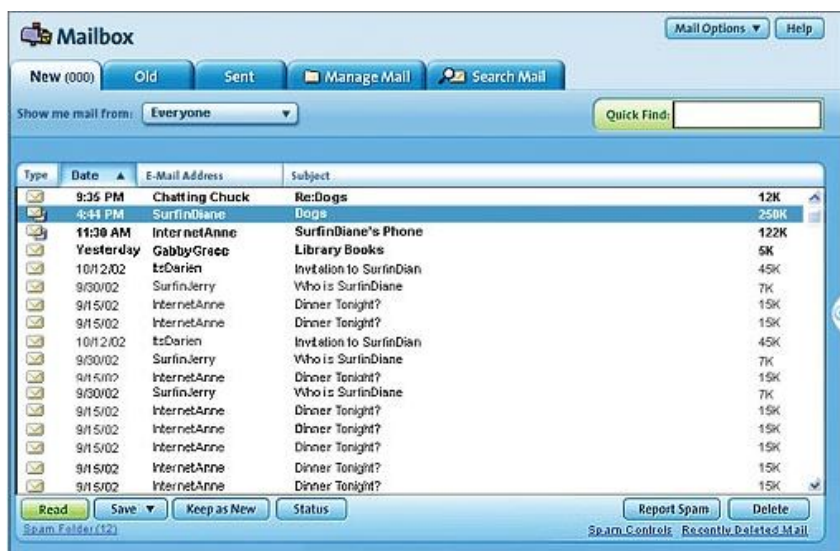 Mailbox
Mail Options ▼ Help
New (000) Old Sent Manage Mail Search Mail
Show me mail from: Everyone ▼ Quick Find:
Type Date ▲ E-Mail Address Subject
9:35 PM Chatting Chuck Re:Dogs 12K
4:44 PM SurfinDiane Dogs 250K
11:30 AM InternetAnne SurfinDiane's Phone 122K
Yesterday GabbyGrace Library Books 5K
10/12/02 tsDarien Invitation to SurfinDian 45K
9/30/02 SurfinJerry Who is SurfinDiane 7K
9/15/02 InternetAnne Dinner Tonight? 15K
9/15/02 InternetAnne Dinner Tonight? 15K
10/12/02 tsDarien Invitation to SurfinDian 45K
9/30/02 SurfinJerry Who is SurfinDiane 7K
9/15/02 InternetAnne Dinner Tonight? 15K
9/30/02 SurfinJerry Who is SurfinDiane 7K
9/15/02 InternetAnne Dinner Tonight? 15K
9/15/02 InternetAnne Dinner Tonight? 15K
9/15/02 InternetAnne Dinner Tonight? 15K
9/15/02 InternetAnne Dinner Tonight? 15K
9/15/02 InternetAnne Dinner Tonight? 15K
Read Save ▼ Keep as New Status Report Spam Delete
Spam Folder (12) Spam Controls Recently Deleted Mail